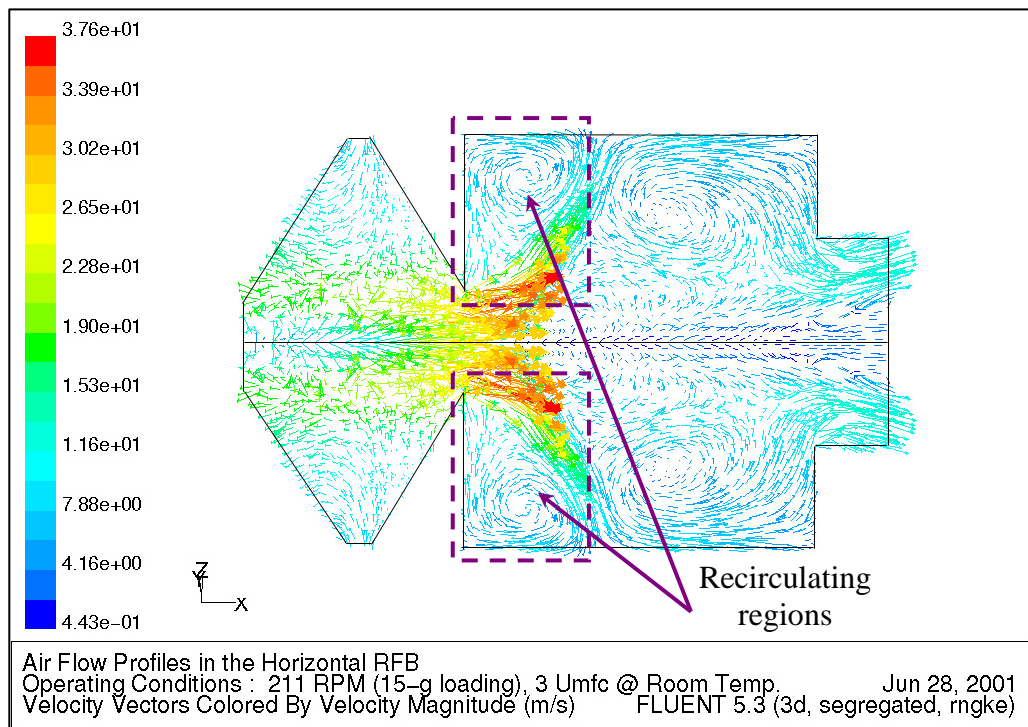 3.76e+01
3.39e+01
3.02e+01
2.65e+01
2.28e+01
1.90e+01
1.53e+01
1.16e+01
7.88e+00
4.16e+00
4.43e-01
Z
Y
X
Recirculating
regions
Air Flow Profiles in the Horizontal RFB
Operating Conditions : 211 RPM (15-g loading), 3 Umfc @ Room Temp. Jun 28, 2001
Velocity Vectors Colored By Velocity Magnitude (m/s) FLUENT 5.3 (3d, segregated, rngke)